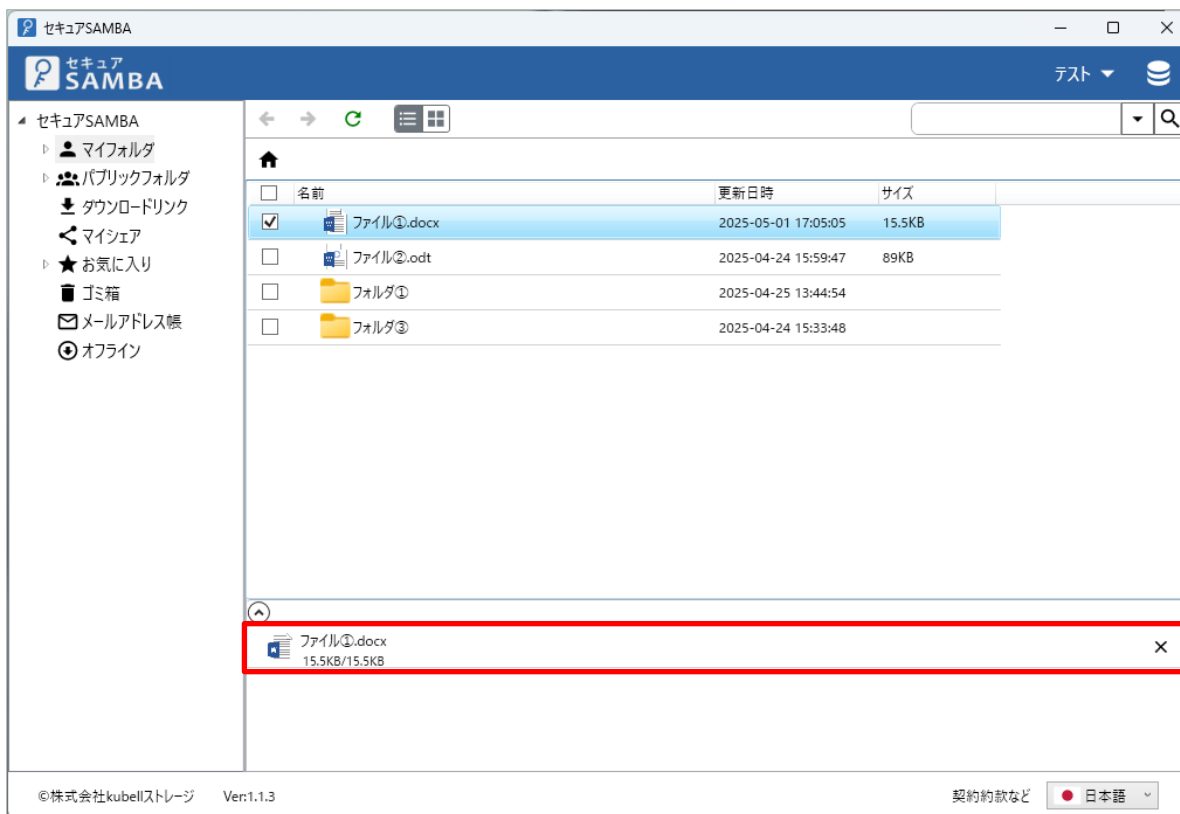 セキュアSAMBA
セキュア
SAMBA
テスト
セキュアSAMBA
マイフォルダ
パブリックフォルダ
ダウンロードリンク
マイシェア
お気に入り
ゴミ箱
メールアドレス帳
オフライン
名前 更新日時 サイズ
ファイル①.docx 2025-05-01 17:05:05 15.5KB
ファイル②.odt 2025-04-24 15:59:47 89KB
フォルダ① 2025-04-25 13:44:54
フォルダ③ 2025-04-24 15:33:48
ファイル①.docx
15.5KB/15.5KB
©株式会社kubellストレージ Ver:1.1.3 契約約款など 日本語